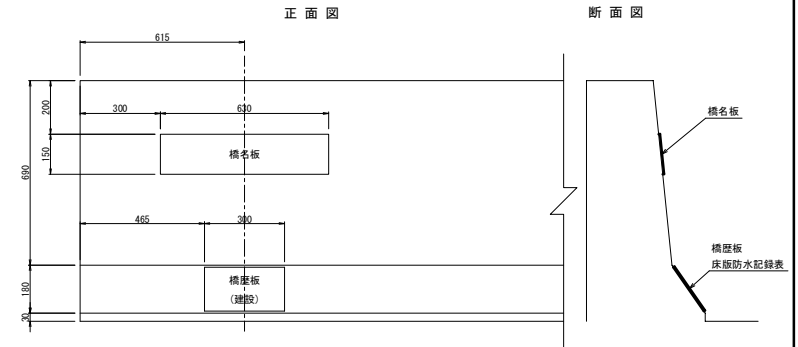 正面図
断面図
615
300
630
200
150
橋名板
690
465
300
橋歴板
(建設)
180
30
橋名板
橋歴板
床版防水記録表